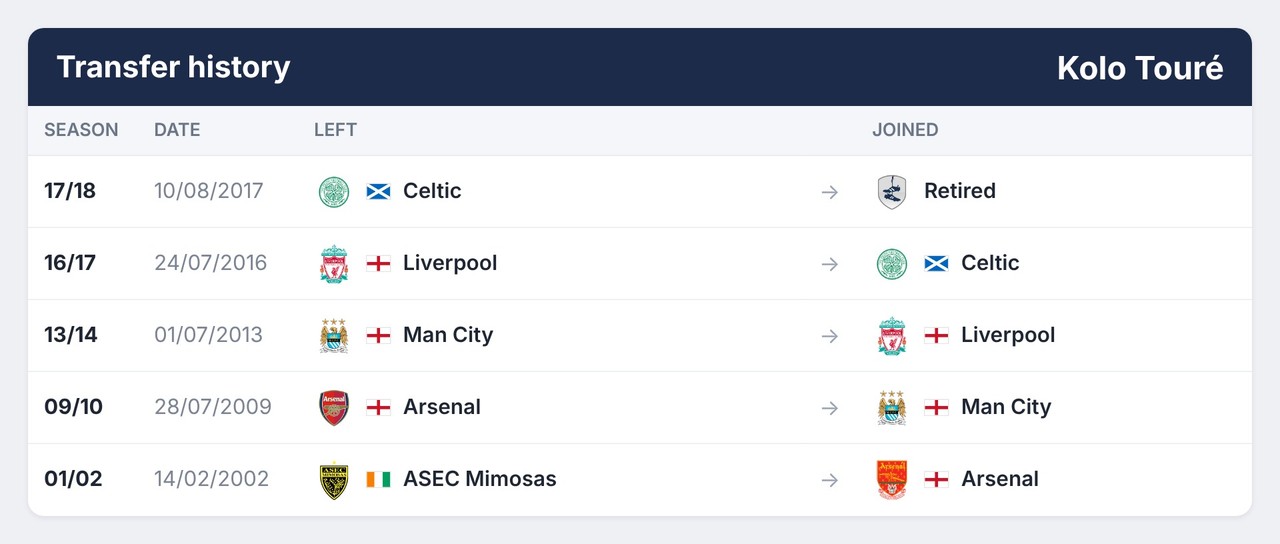 Transfer history Kolo Touré
SEASON DATE LEFT JOINED
17/18 10/08/2017 Celtic → Retired
16/17 24/07/2016 Liverpool → Celtic
13/14 01/07/2013 Man City → Liverpool
09/10 28/07/2009 Arsenal → Man City
01/02 14/02/2002 ASEC Mimosas → Arsenal